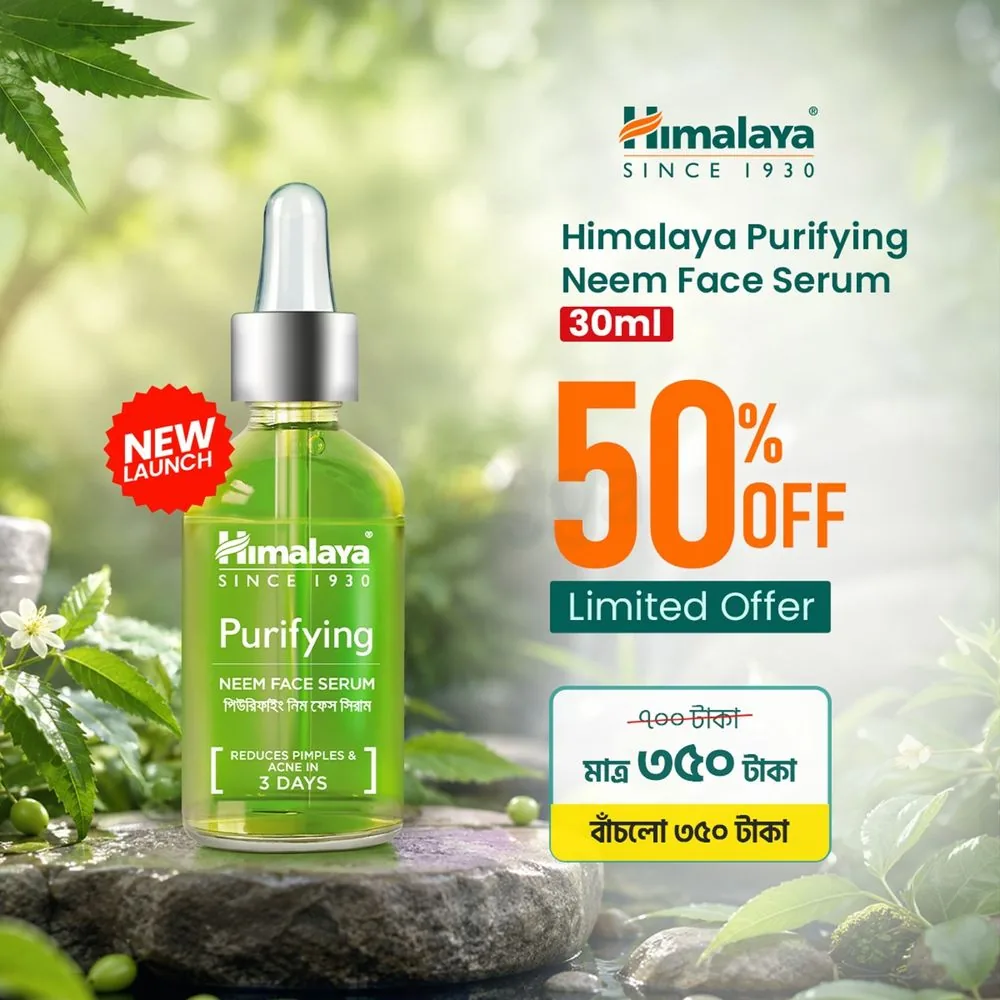 Himalaya®
SINCE 1930
Himalaya Purifying
Neem Face Serum
30ml
50% OFF
Limited Offer
৭০০ টাকা
মাত্র ৩৫০ টাকা
বাঁচলো ৩৫০ টাকা
NEW
LAUNCH
Himalaya®
SINCE 1930
Purifying
NEEM FACE SERUM
পিউরিফাইং নিম ফেস সিরাম
REDUCES PIMPLES &
ACNE IN
3 DAYS